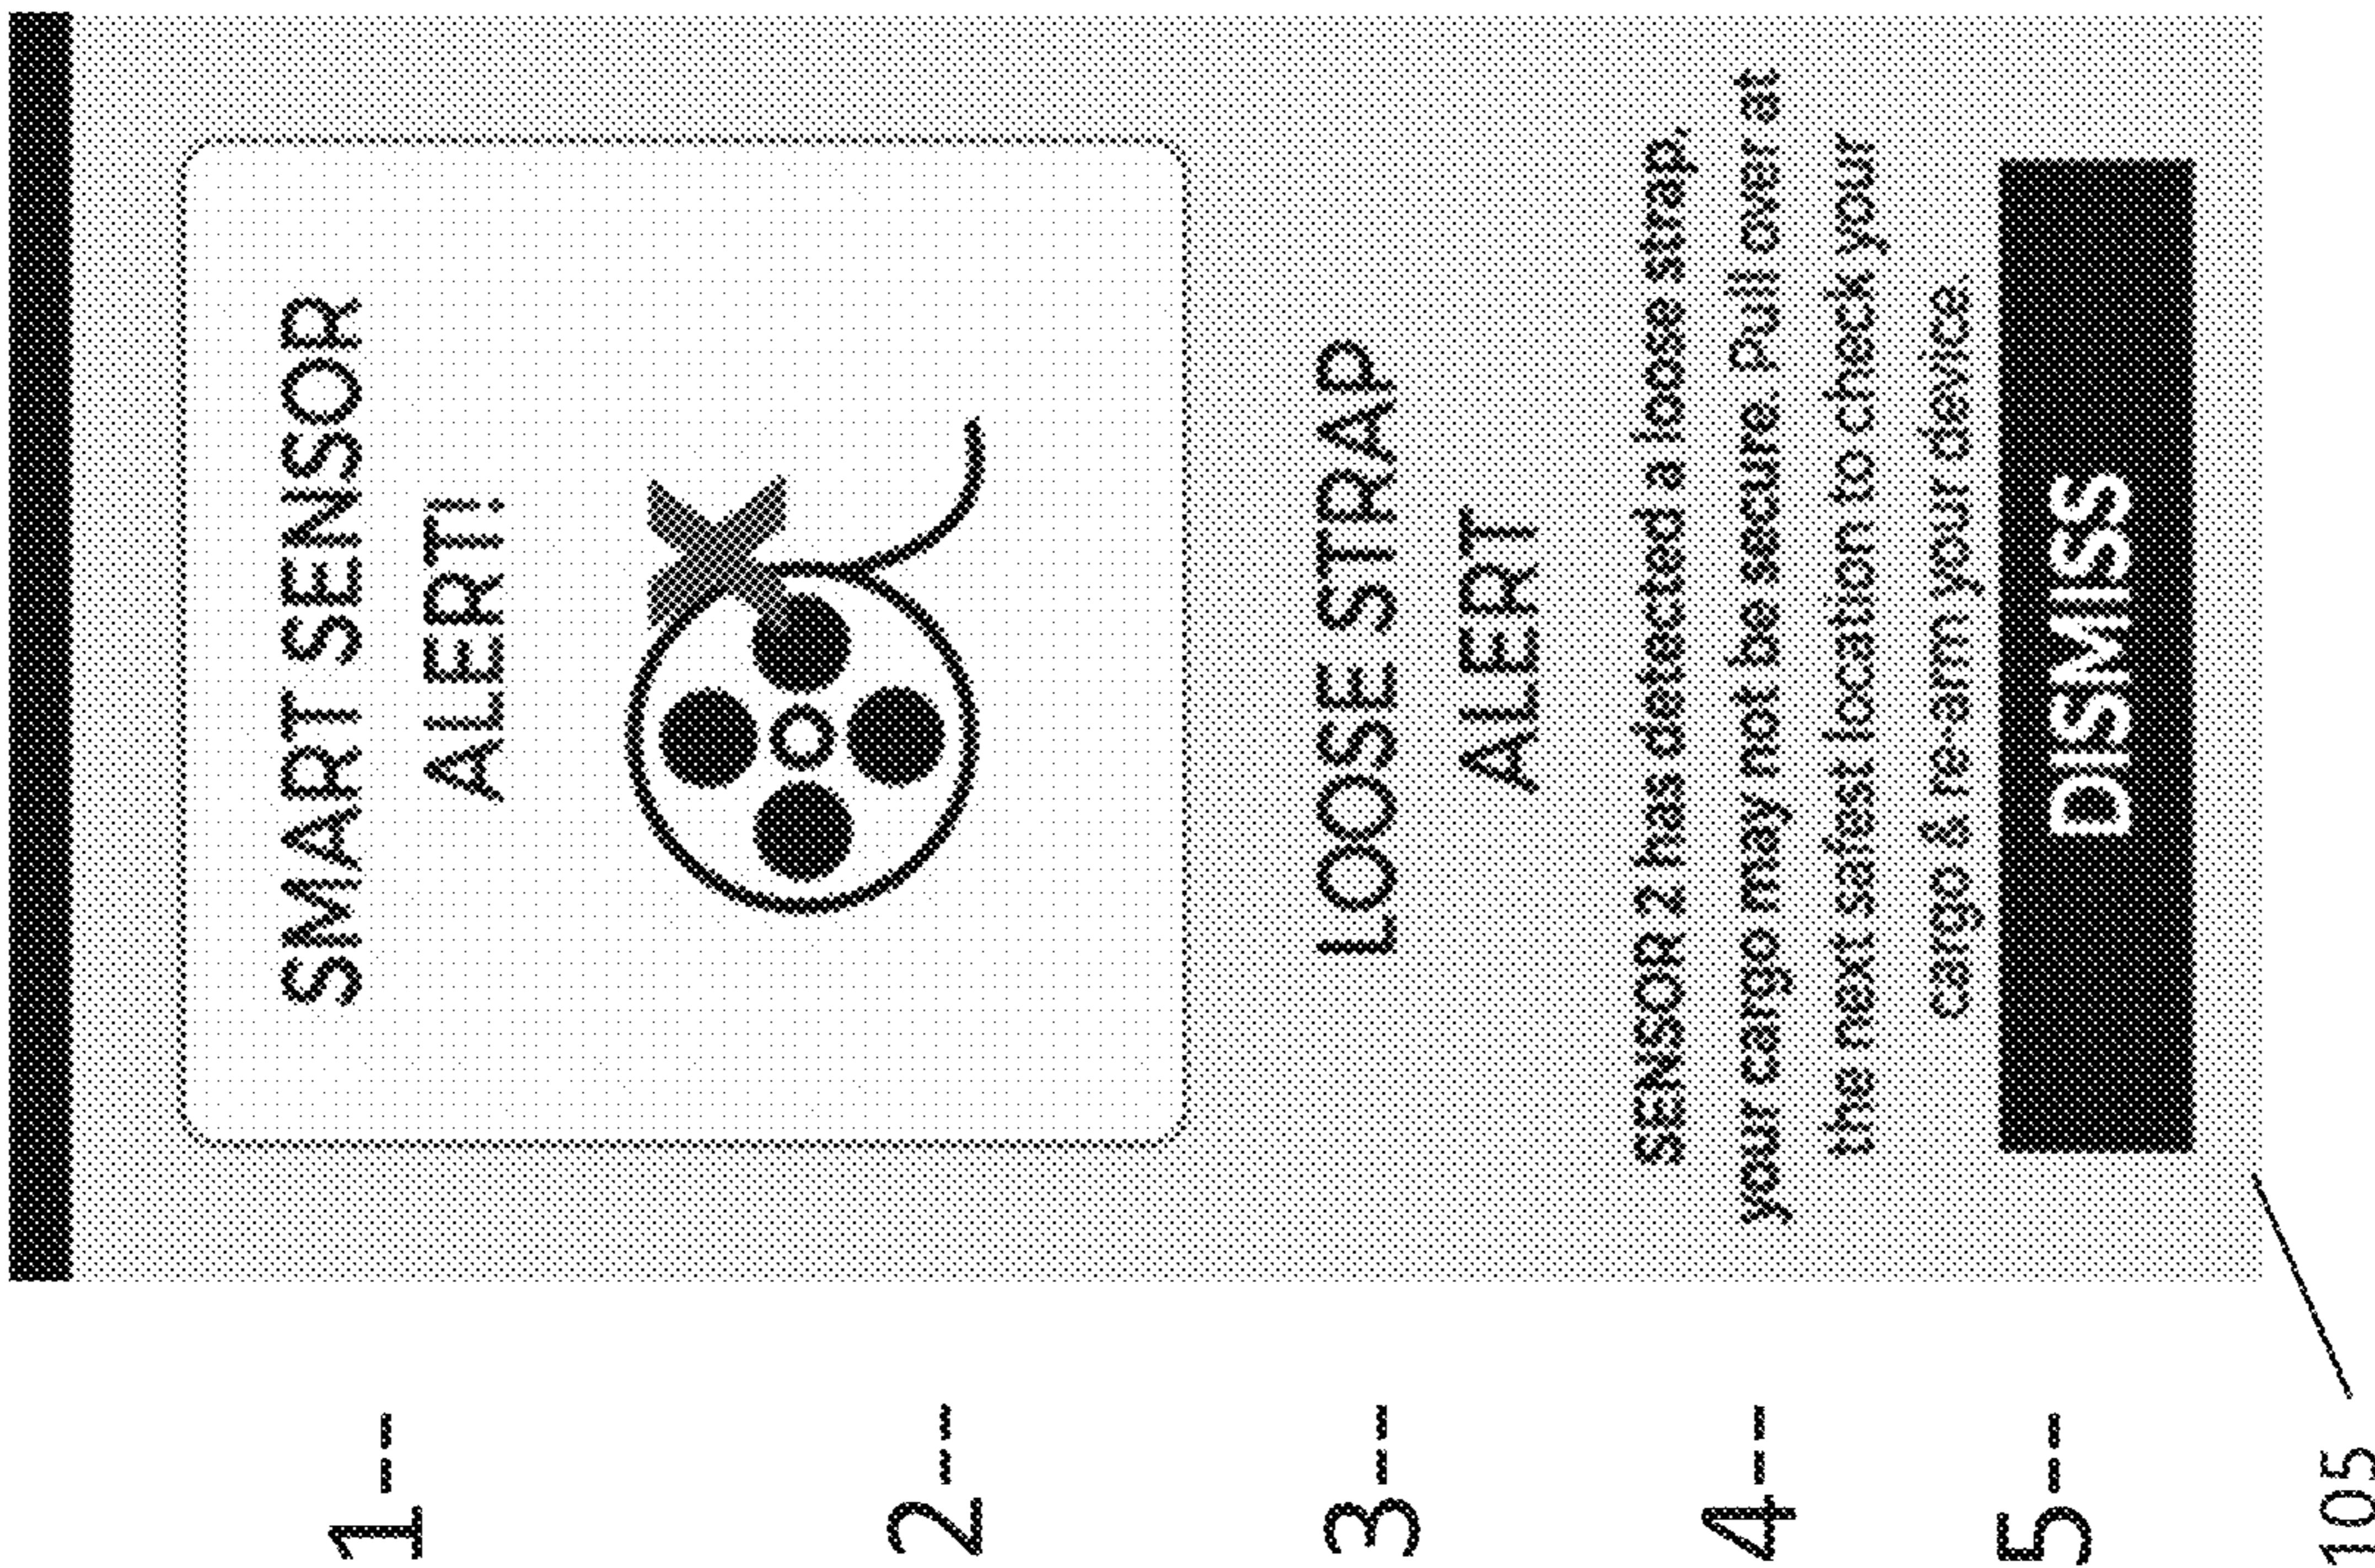 1--
SMART SENSOR
ALERT!
2--
3--
LOOSE STRAP
ALERT
4--
SENSOR 2 has detected a loose strap,
your cargo may not be secure. Pull over at
the next safest location to check your
cargo & re-arm your device
5--
DISMISS
105